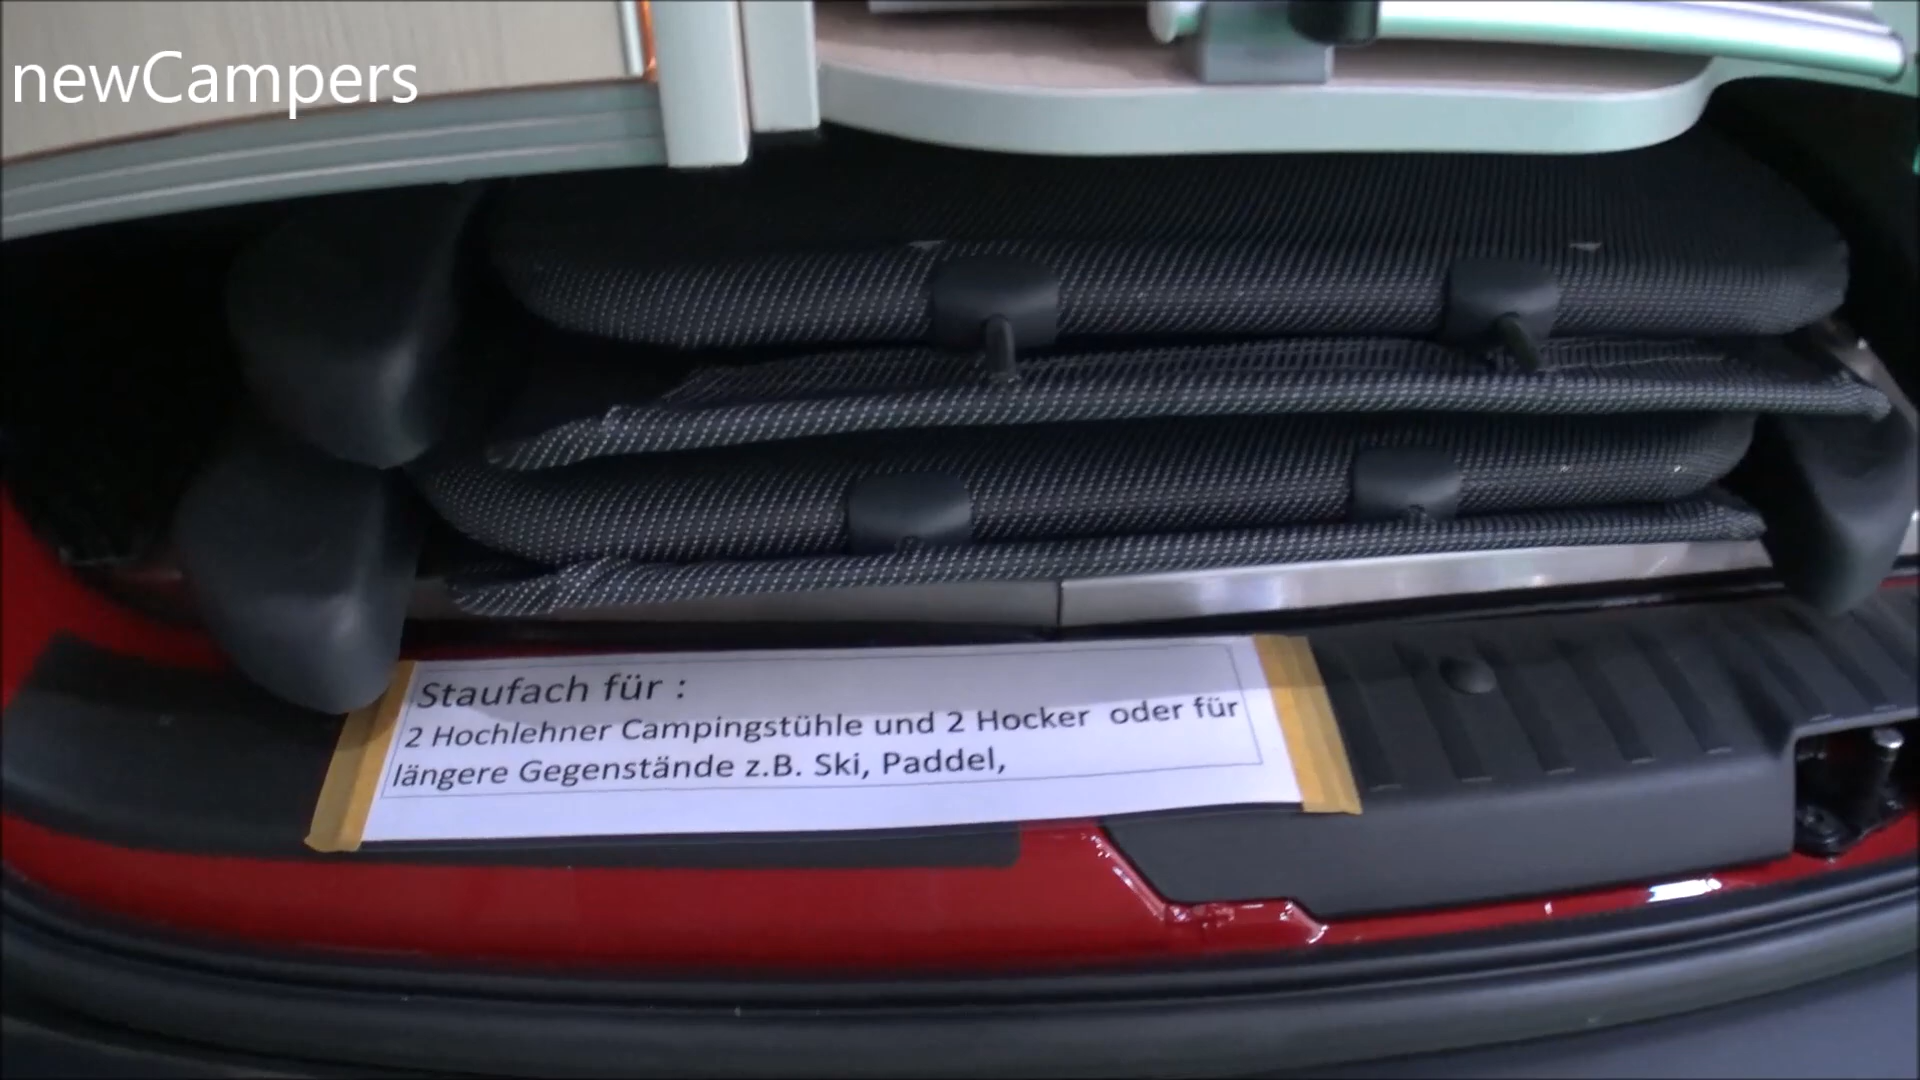 newCampers
Staufach für :
2 Hochlehner Campingstühle und 2 Hocker oder für
längere Gegenstände z.B. Ski, Paddel,